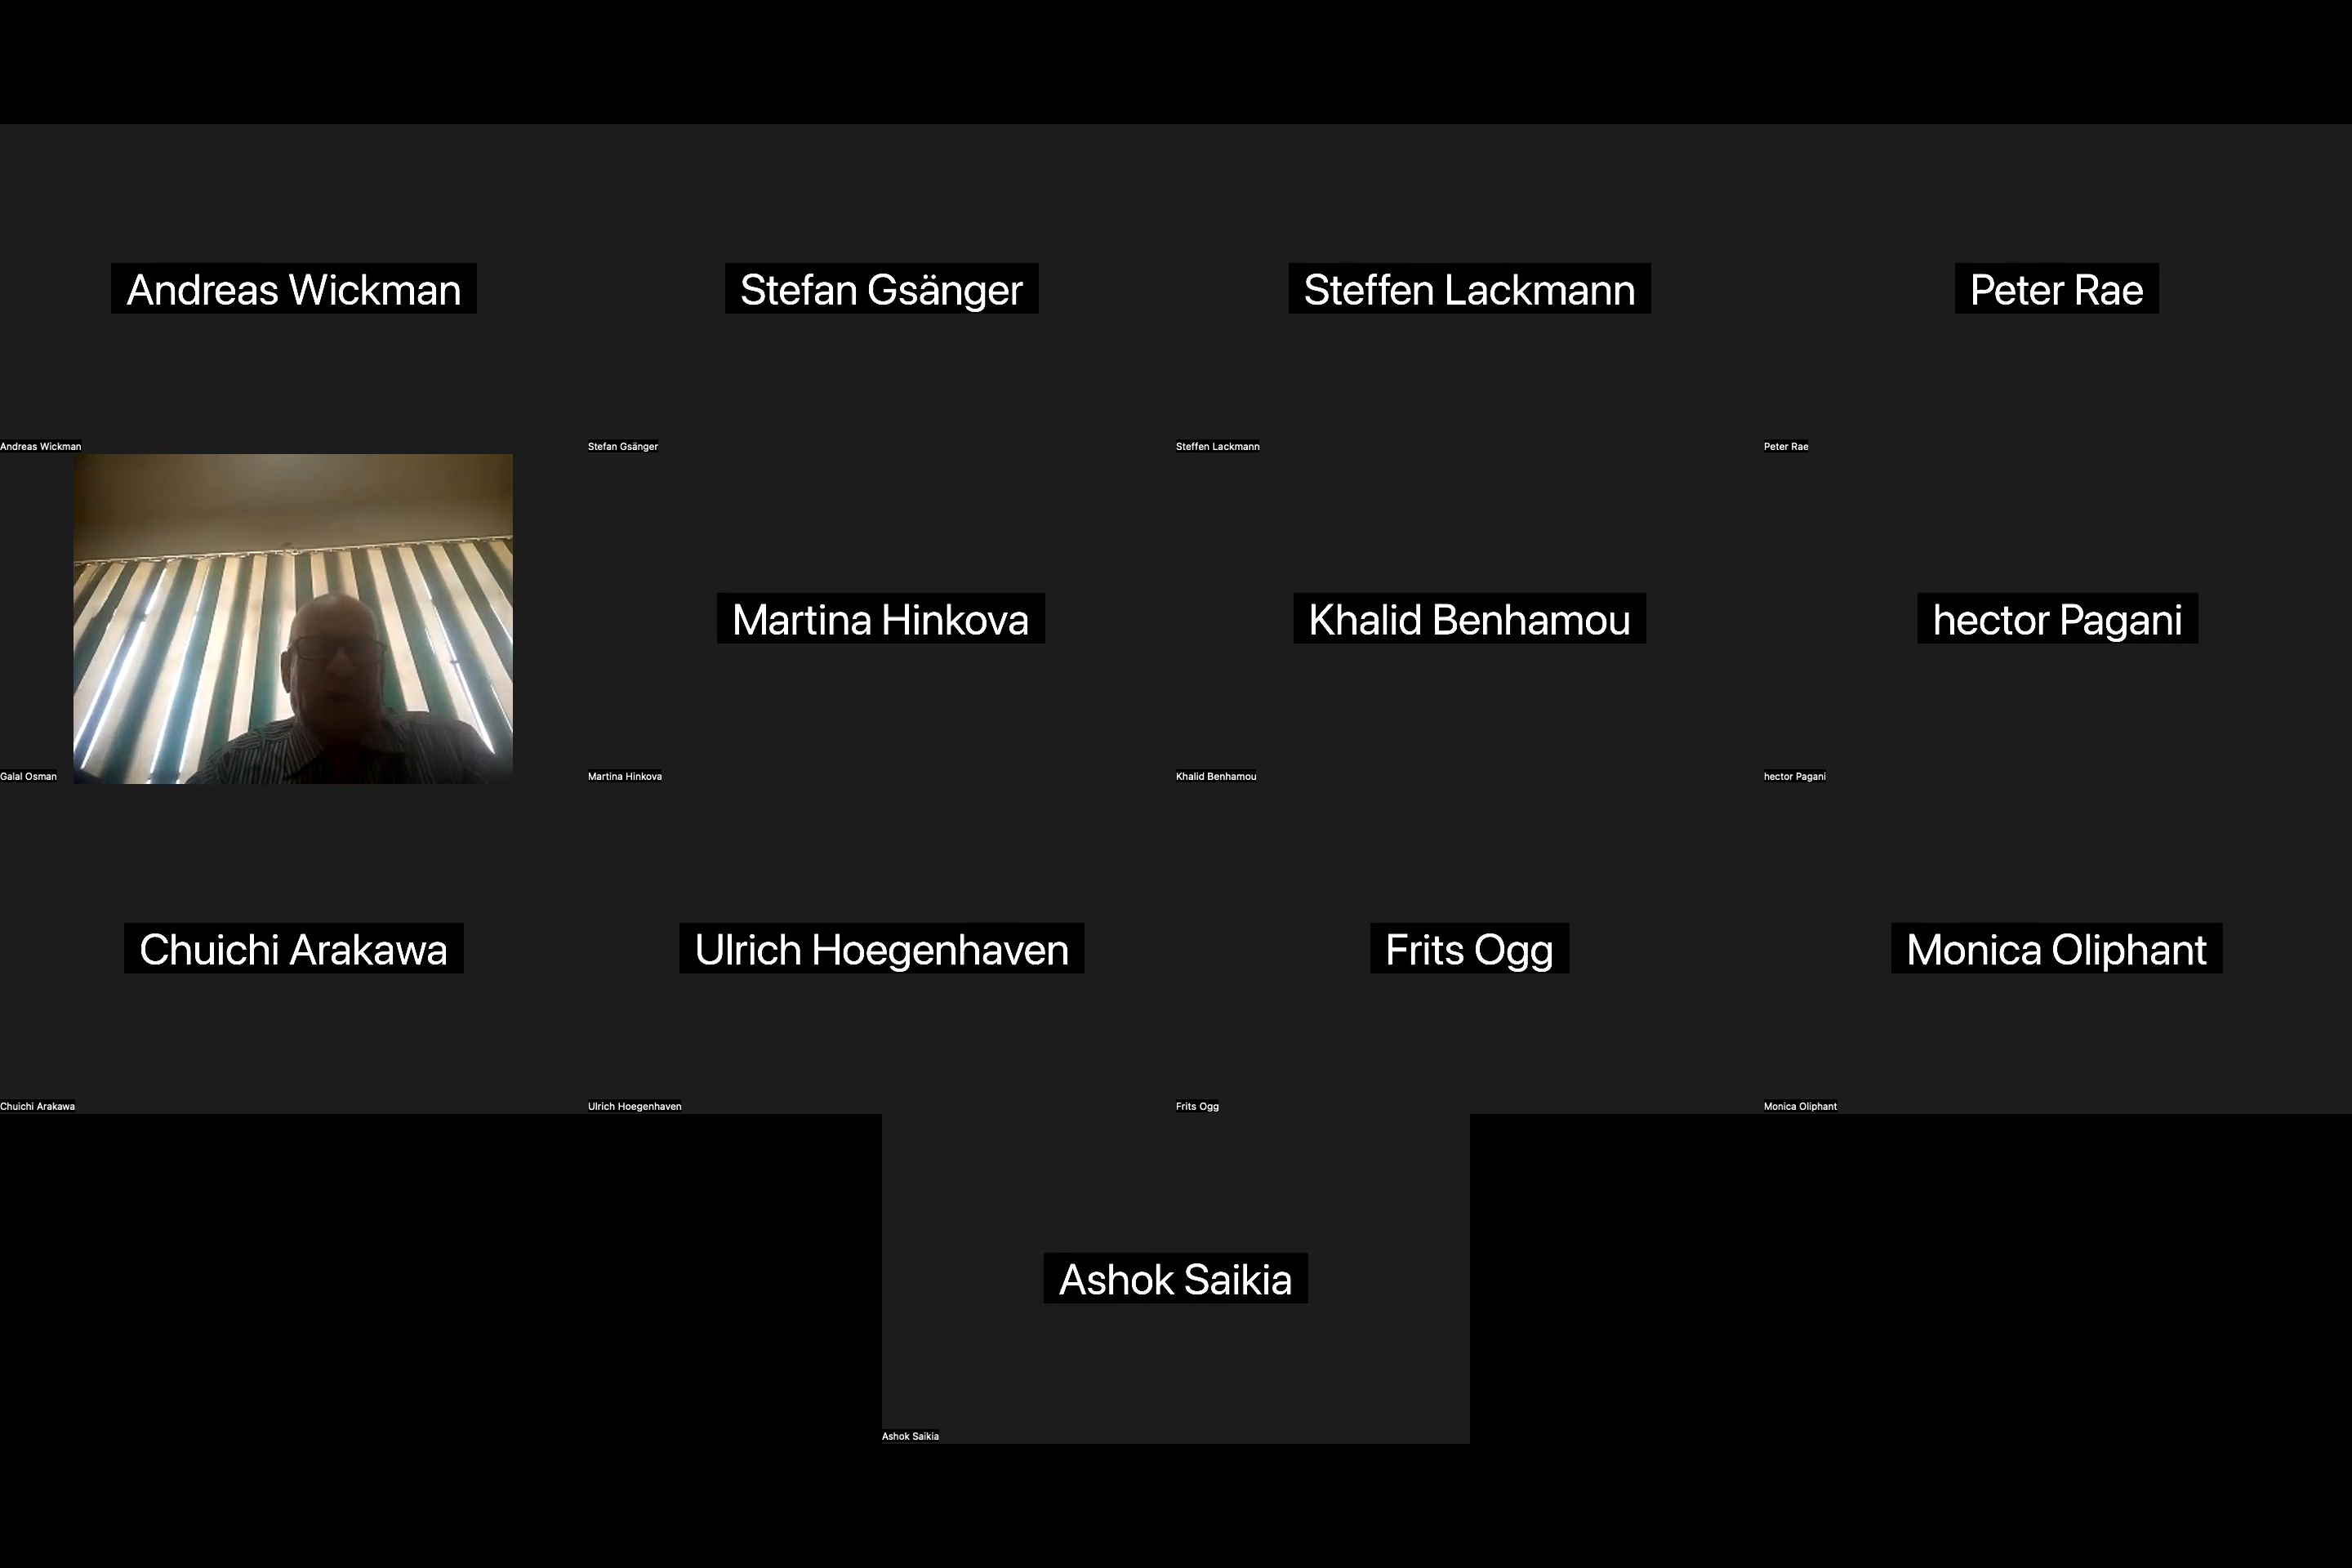 Andreas Wickman
Stefan Gsänger
Steffen Lackmann
Peter Rae
Andreas Wickman
Stefan Gsänger
Steffen Lackmann
Peter Rae
Martina Hinkova
Khalid Benhamou
hector Pagani
Galal Osman
Martina Hinkova
Khalid Benhamou
hector Pagani
Chuichi Arakawa
Ulrich Hoegenhaven
Frits Ogg
Monica Oliphant
Chuichi Arakawa
Ulrich Hoegenhaven
Frits Ogg
Monica Oliphant
Ashok Saikia
Ashok Saikia